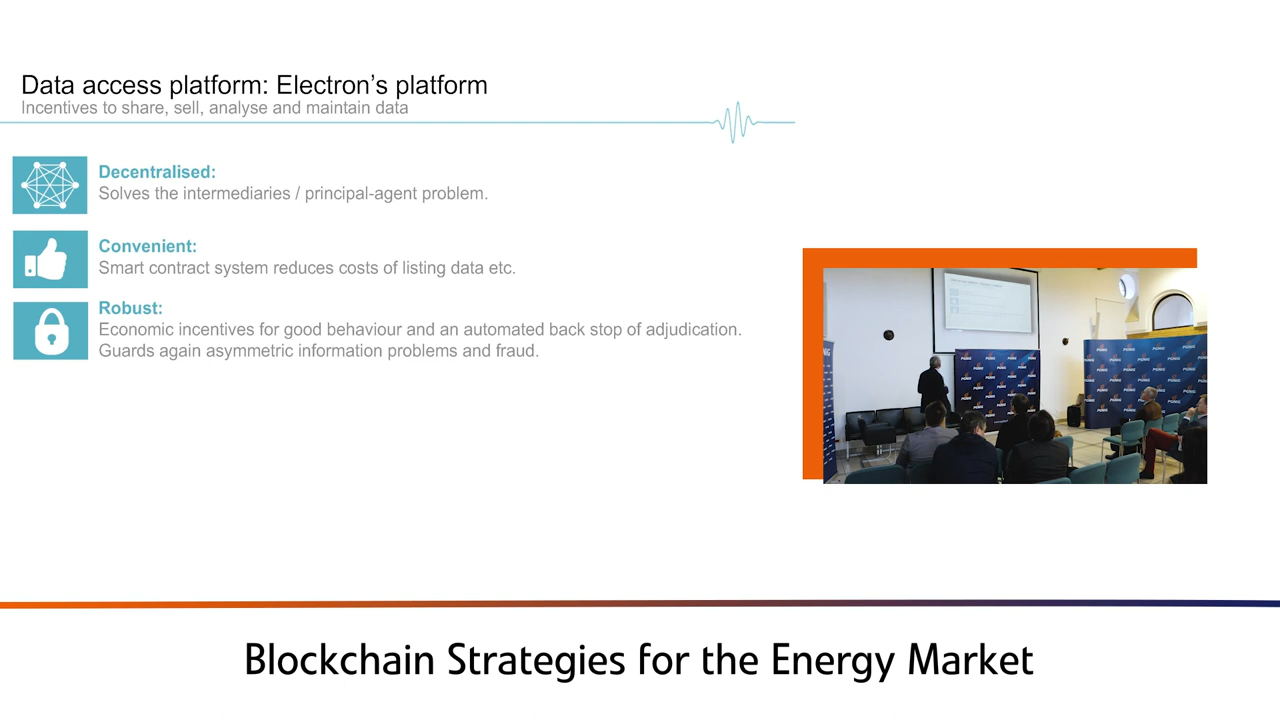 Data access platform: Electron's platform
Incentives to share, sell, analyse and maintain data
Decentralised:
Solves the intermediaries / principal-agent problem.
Convenient:
Smart contract system reduces costs of listing data etc.
Robust:
Economic incentives for good behaviour and an automated back stop of adjudication.
Guards again asymmetric information problems and fraud.
PGNiG
Blockchain Strategies for the Energy Market